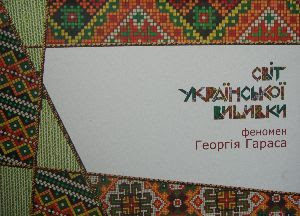 СВІТ
УКРАЇНСЬКОЇ
ВИШИВКИ
феномен
Георгія Гараса